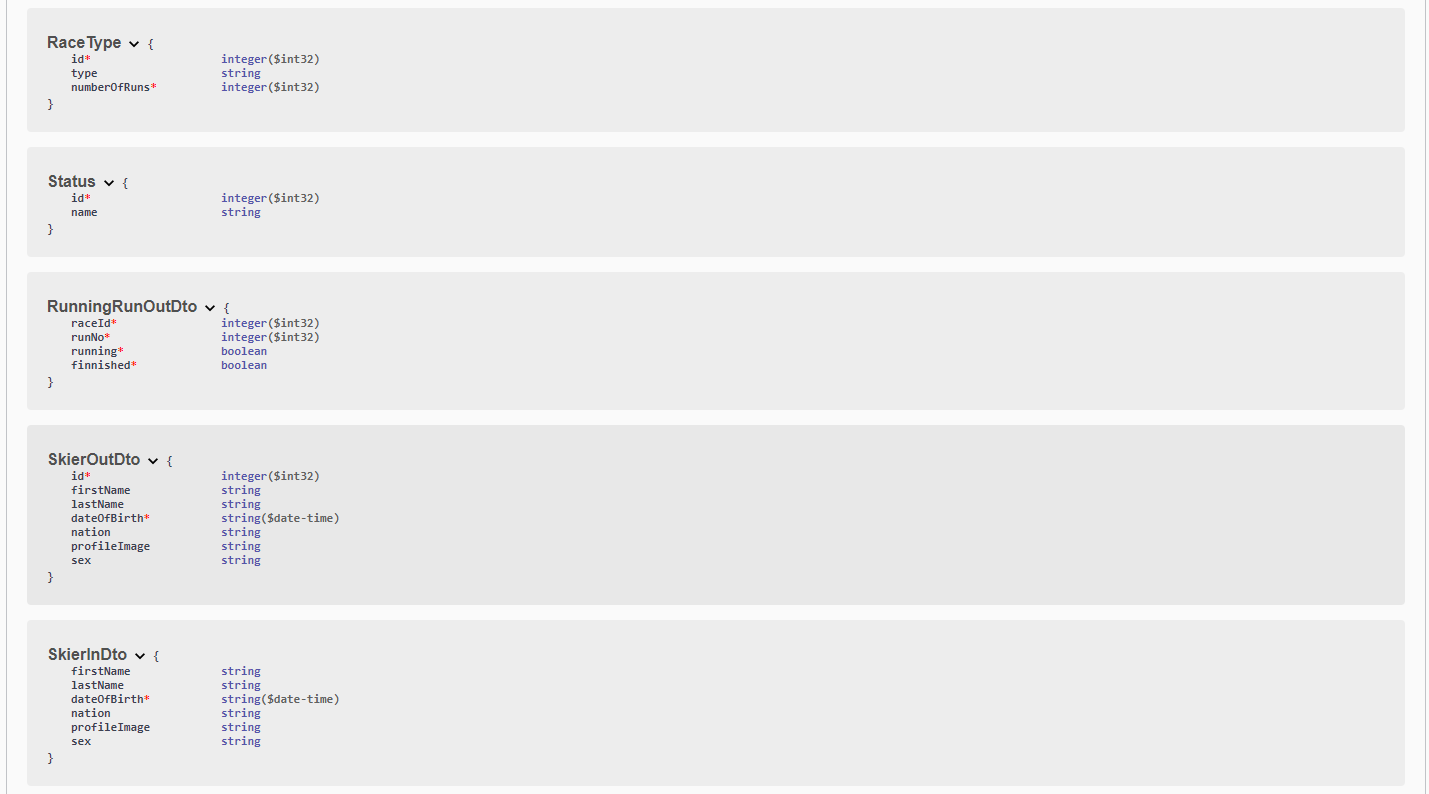 RaceType {
id* integer($int32)
type string
numberOfRuns* integer($int32)
}
Status {
id* integer($int32)
name string
}
RunningRunOutDto {
raceId* integer($int32)
runNo* integer($int32)
running* boolean
finnished* boolean
}
SkierOutDto {
id* integer($int32)
firstName string
lastName string
dateOfBirth* string($date-time)
nation string
profileImage string
sex string
}
SkierInDto {
firstName string
lastName string
dateOfBirth* string($date-time)
nation string
profileImage string
sex string
}